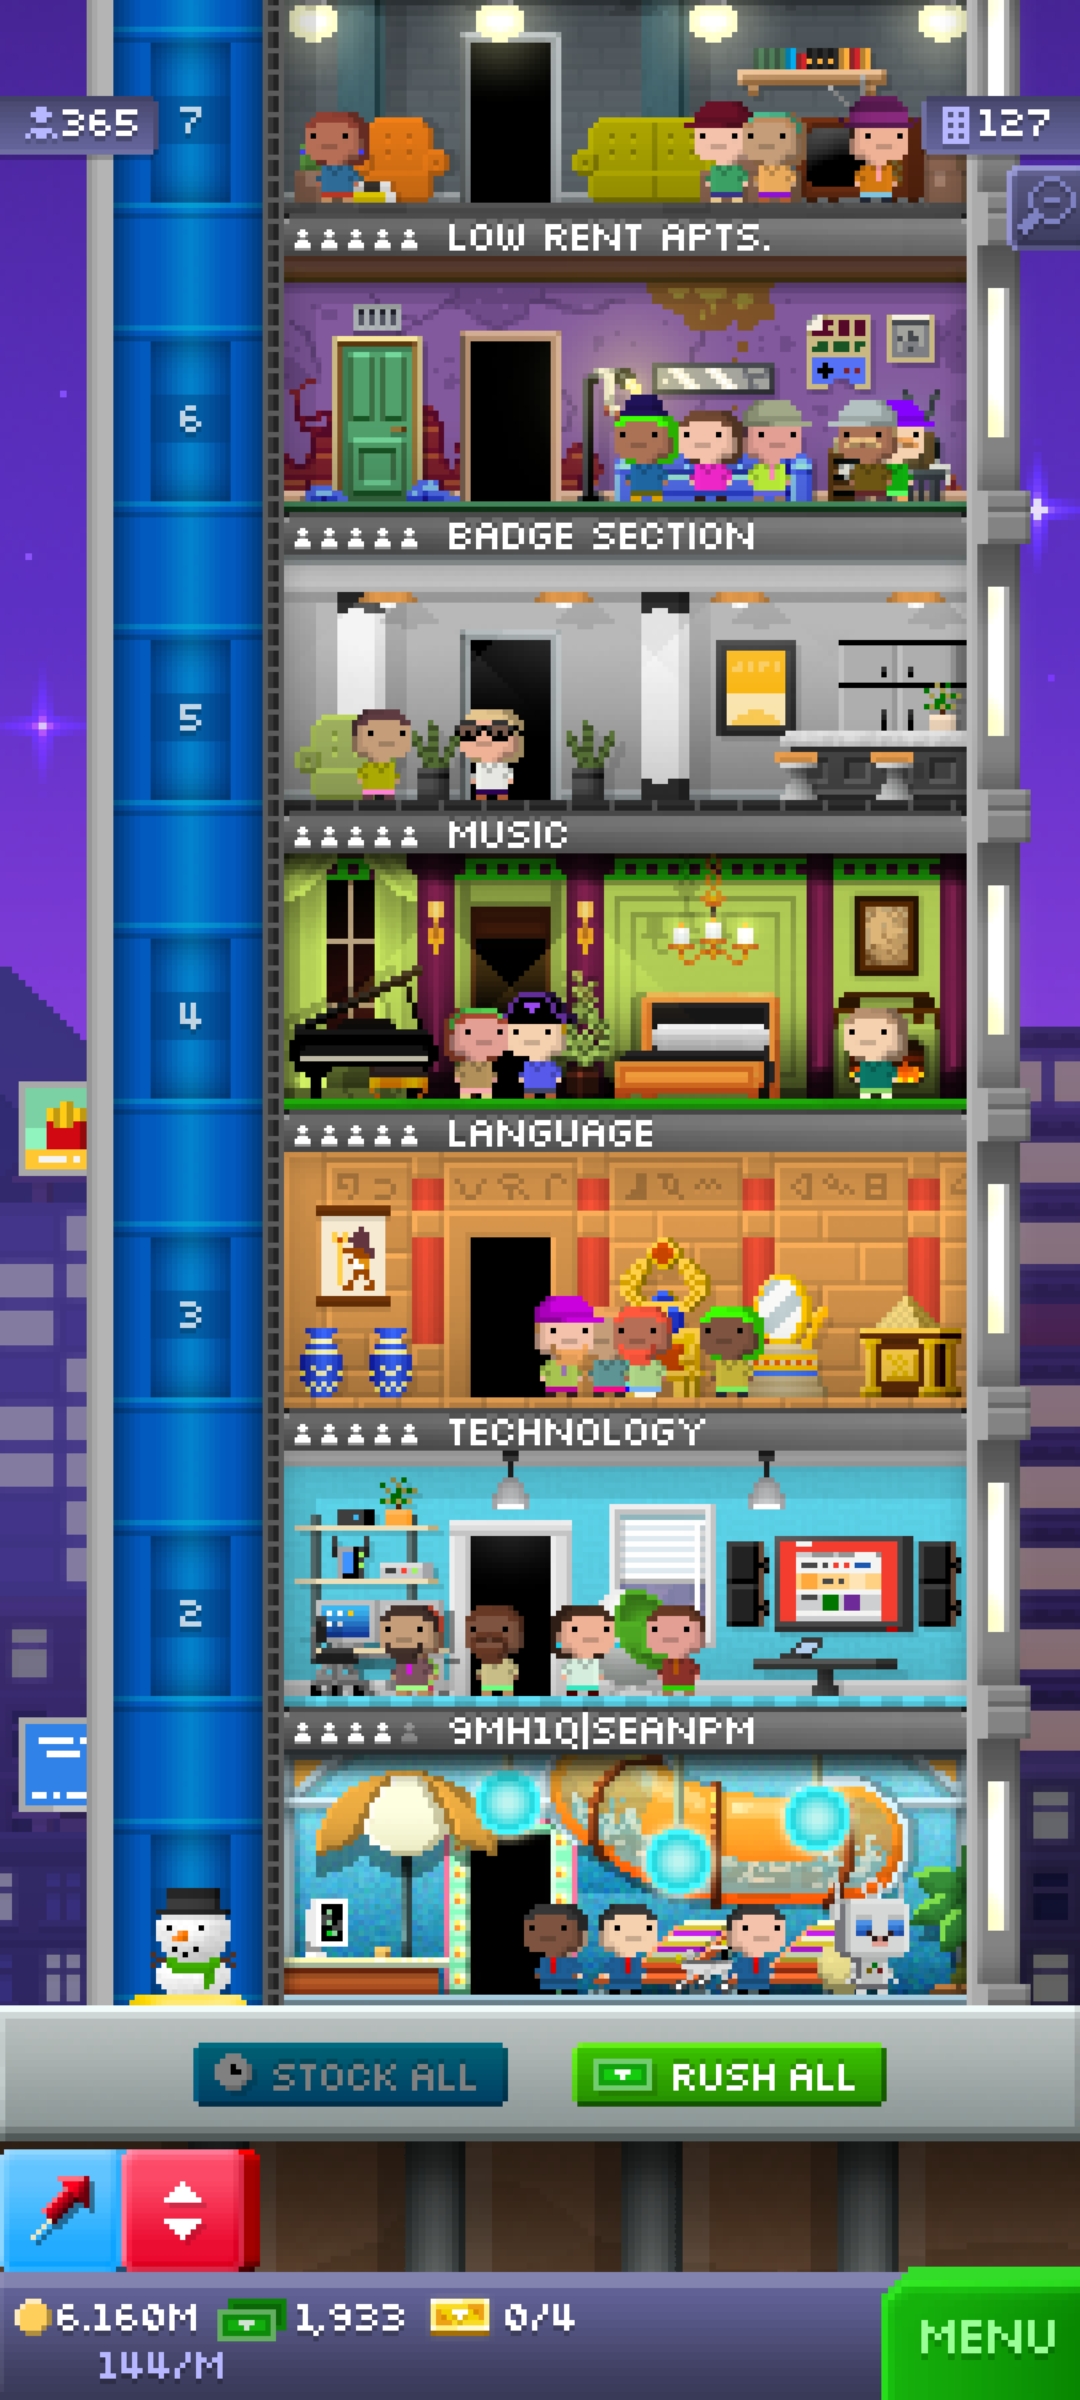 365
7
127
LOW RENT APTS.
6
BADGE SECTION
5
MUSIC
4
LANGUAGE
3
TECHNOLOGY
2
9MH1Q|SEANPM
STOCK ALL
RUSH ALL
6.160M
1,933
0/4
144/M
MENU